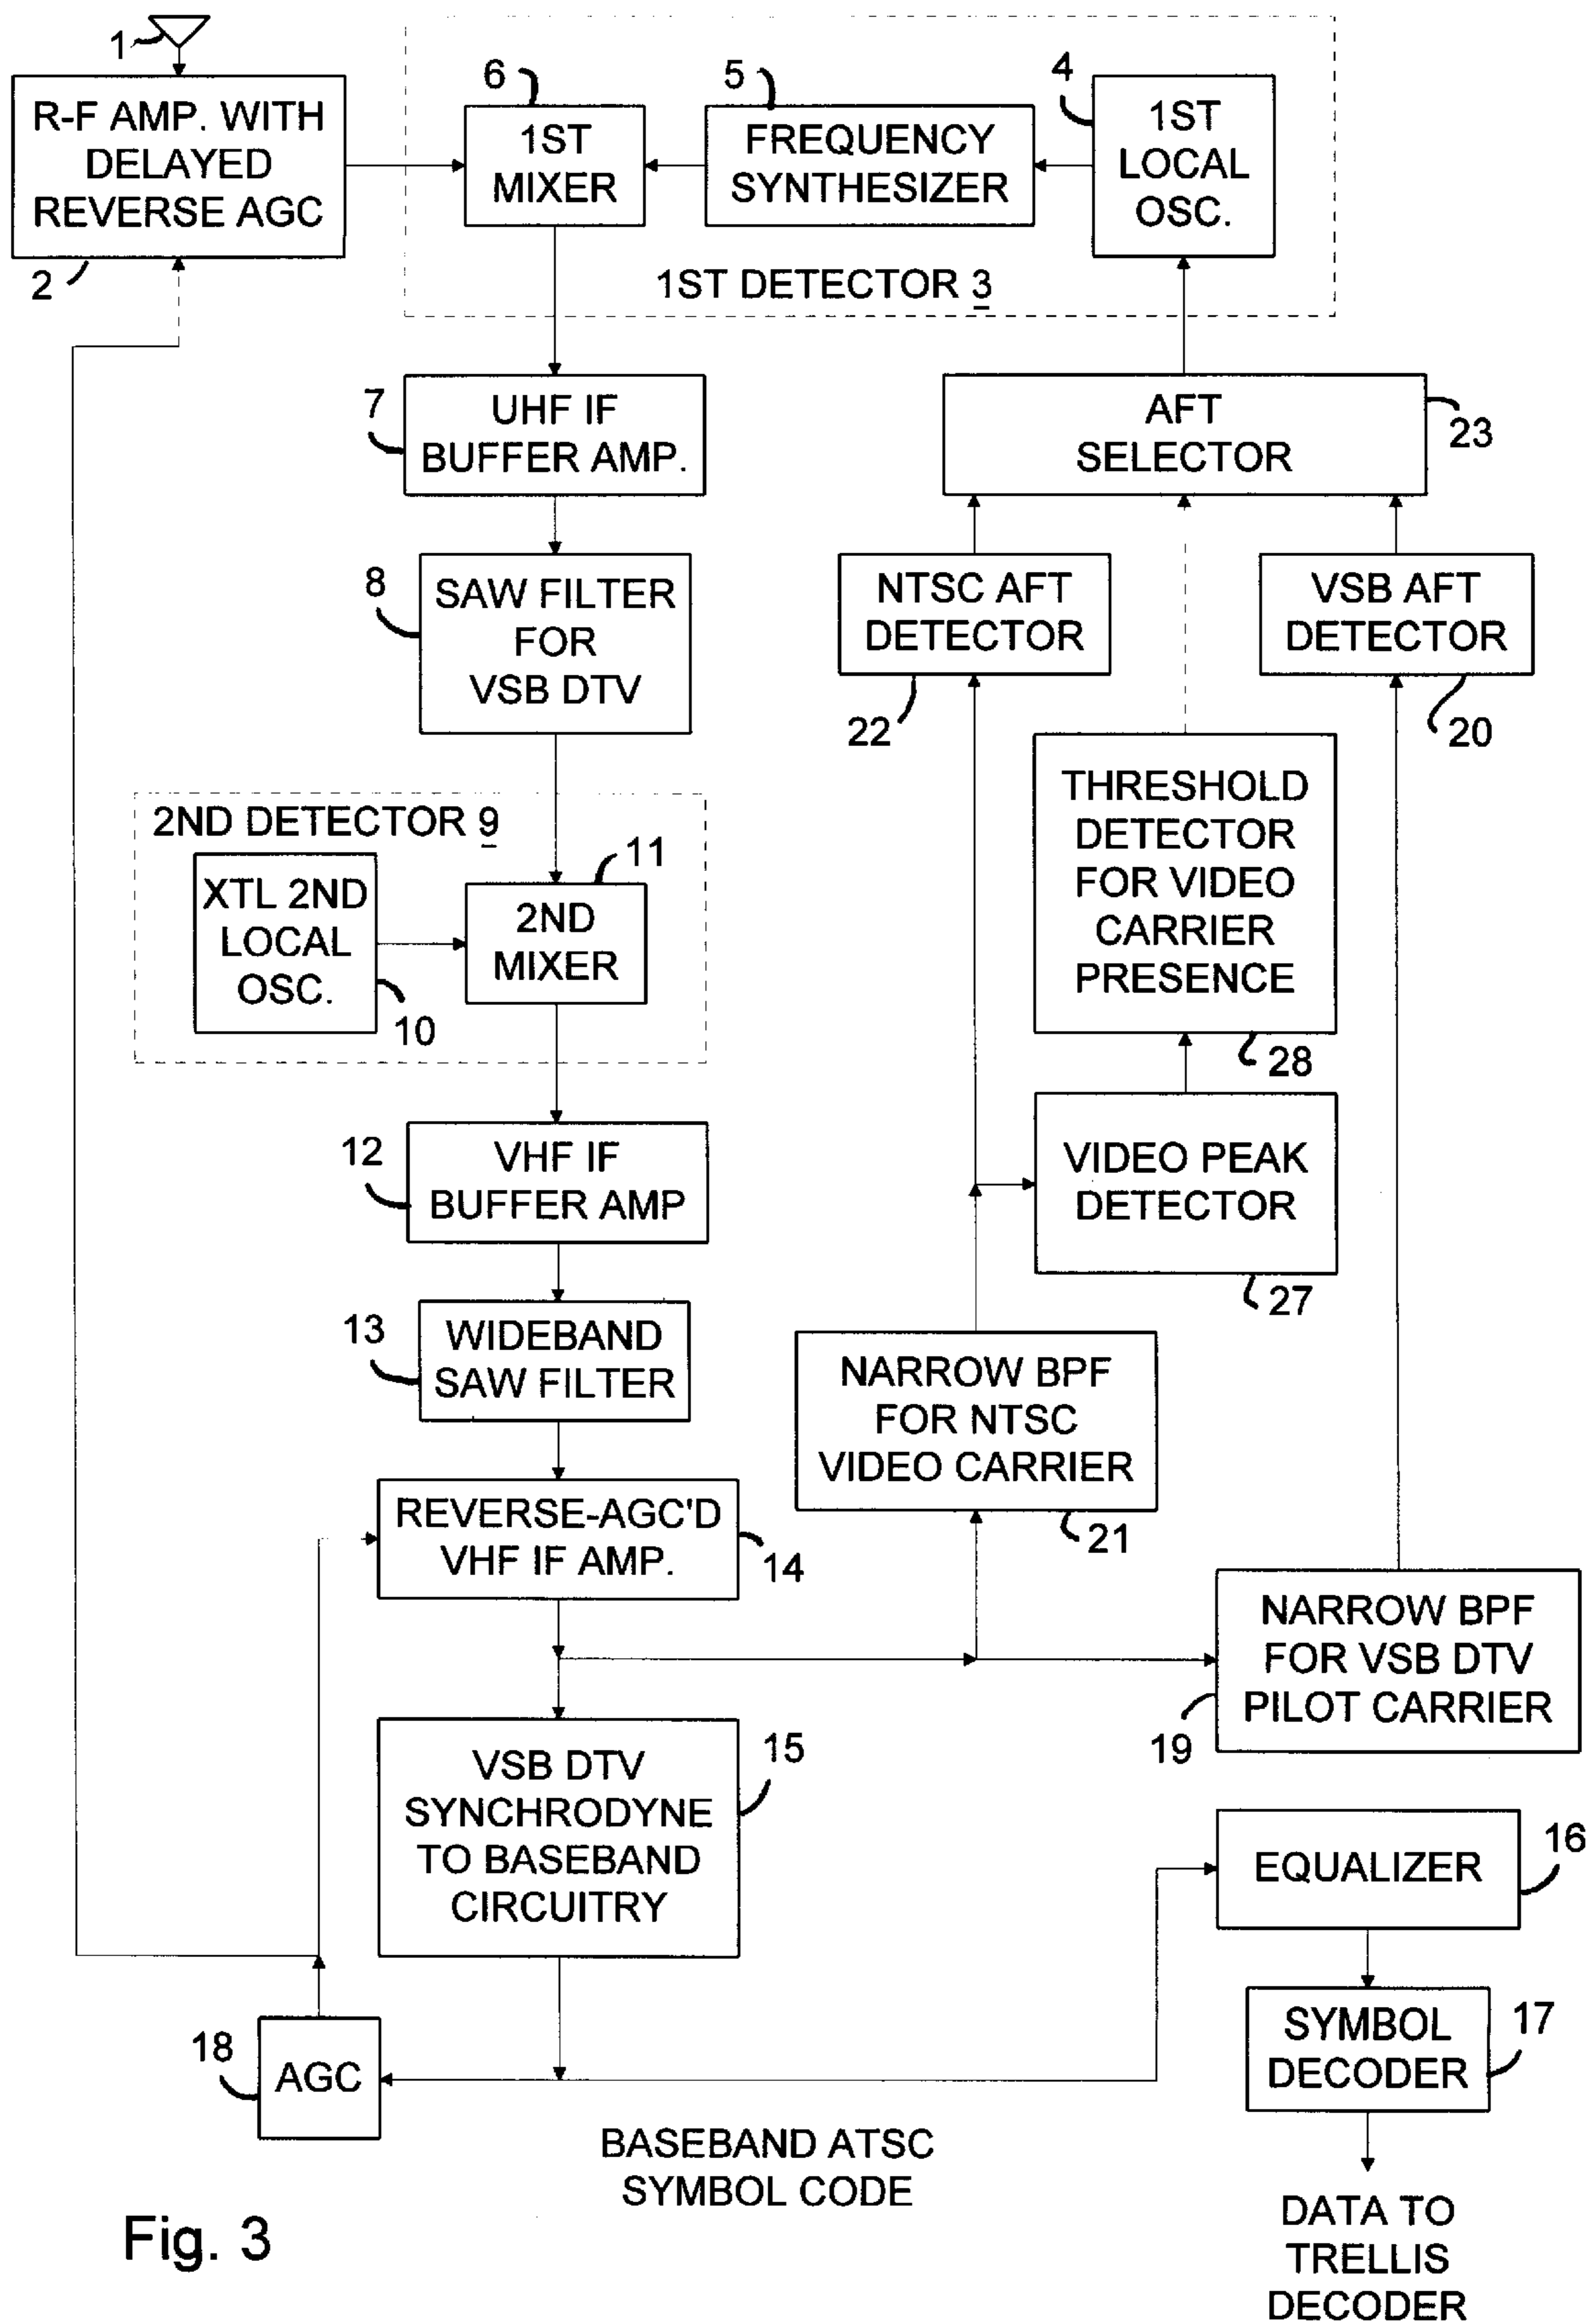 1
R-F AMP. WITH
DELAYED
REVERSE AGC
2
6
1ST
MIXER
5
FREQUENCY
SYNTHESIZER
4
1ST
LOCAL
OSC.
1ST DETECTOR 3
7
UHF IF
BUFFER AMP.
AFT
SELECTOR
23
8
SAW FILTER
FOR
VSB DTV
NTSC AFT
DETECTOR
22
VSB AFT
DETECTOR
20
THRESHOLD
DETECTOR
FOR VIDEO
CARRIER
PRESENCE
28
2ND DETECTOR 9
XTL 2ND
LOCAL
OSC.
10
11
2ND
MIXER
12
VHF IF
BUFFER AMP
VIDEO PEAK
DETECTOR
27
13
WIDEBAND
SAW FILTER
NARROW BPF
FOR NTSC
VIDEO CARRIER
21
REVERSE-AGC'D
VHF IF AMP.
14
NARROW BPF
FOR VSB DTV
PILOT CARRIER
19
VSB DTV
SYNCHRODYNE
TO BASEBAND
CIRCUITRY
15
EQUALIZER
16
18
AGC
SYMBOL
DECODER
17
BASEBAND ATSC
SYMBOL CODE
DATA TO
TRELLIS
DECODER
Fig. 3